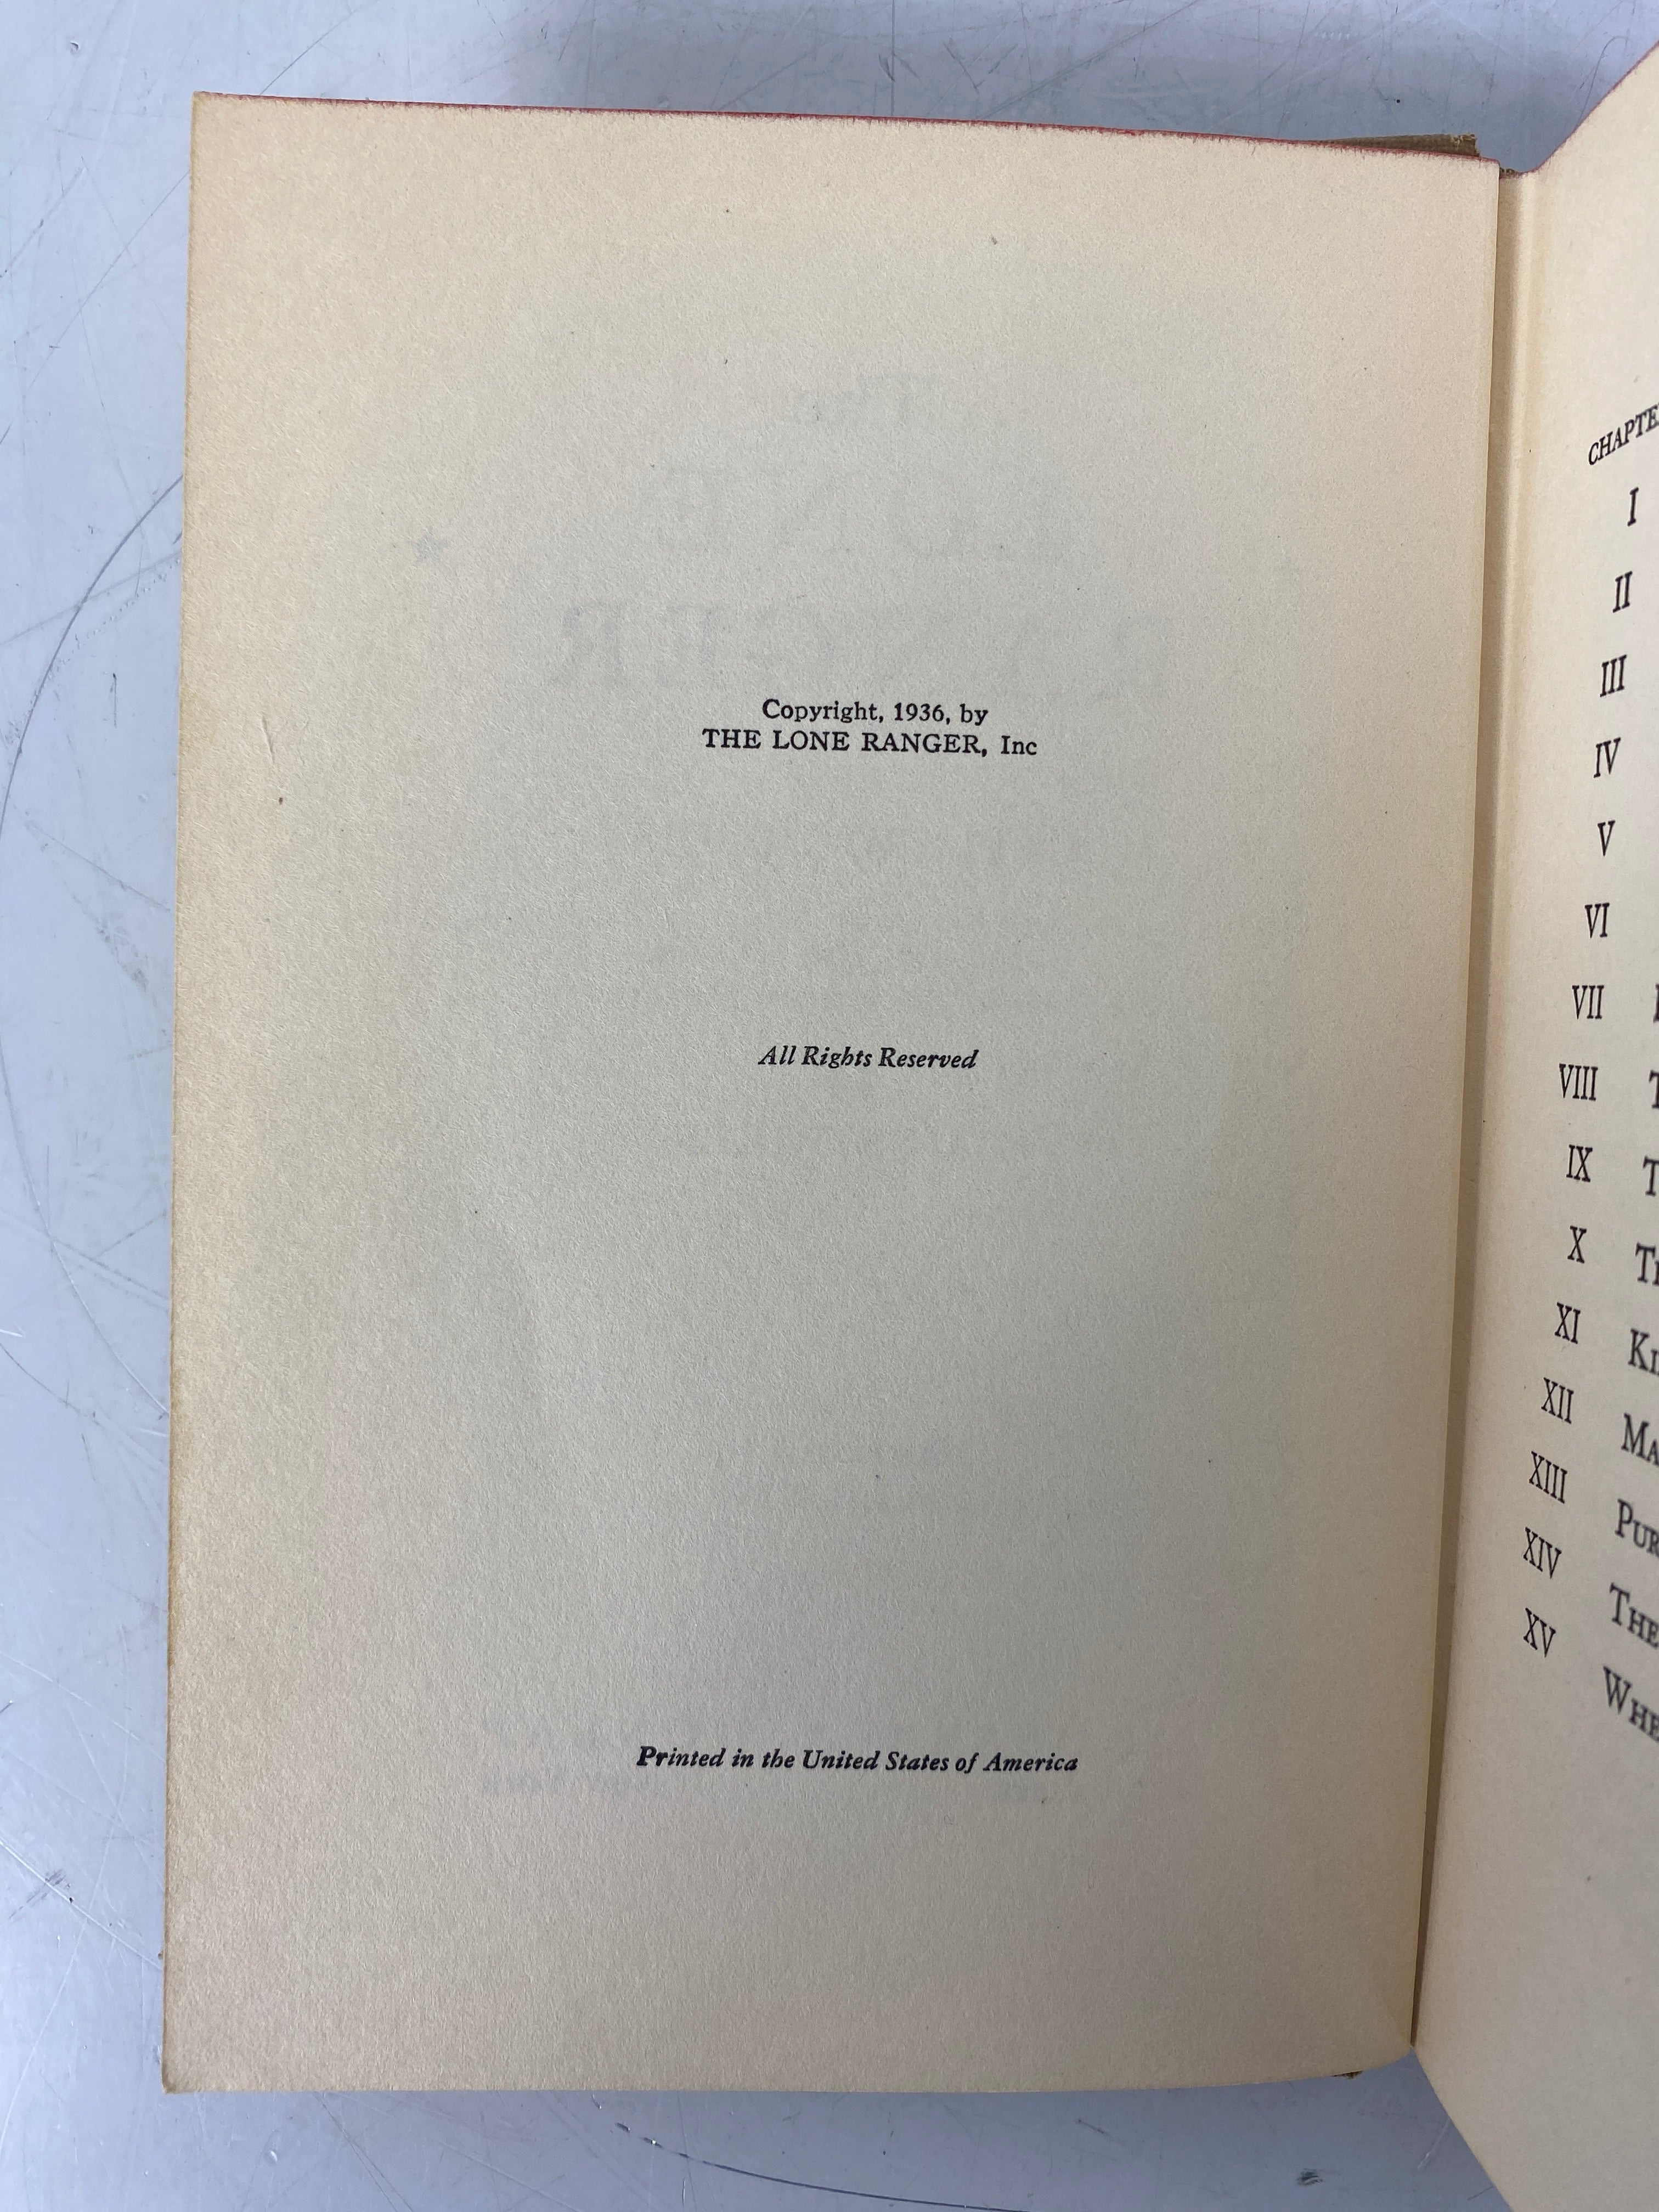 Copyright, 1936, by
THE LONE RANGER, Inc
All Rights Reserved
Printed in the United States of America
I
II
III
IV
V
VI
VII
VIII
IX
X
XI
XII
XIII
XIV
XV